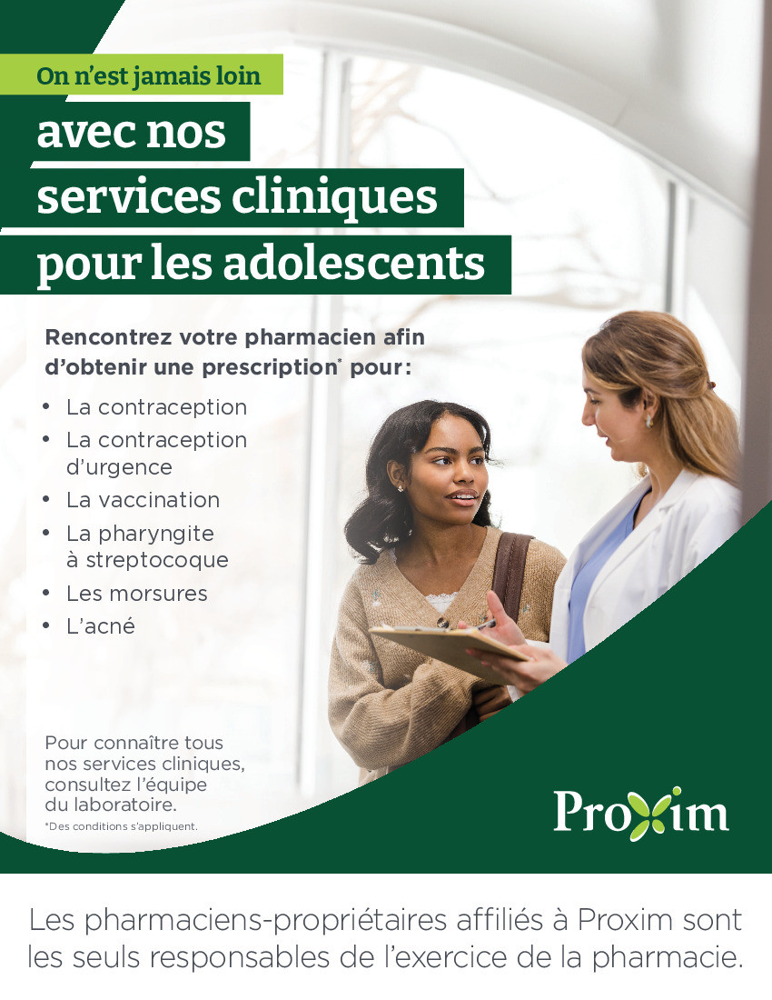 On n'est jamais loin
avec nos
services cliniques
pour les adolescents
Rencontrez votre pharmacien afin
d'obtenir une prescription* pour :
• La contraception
• La contraception
d'urgence
• La vaccination
• La pharyngite
à streptocoque
• Les morsures
• L'acné
Pour connaître tous
nos services cliniques,
consultez l'équipe
du laboratoire.
*Des conditions s'appliquent.
Proxim
Les pharmaciens-propriétaires affiliés à Proxim sont
les seuls responsables de l'exercice de la pharmacie.